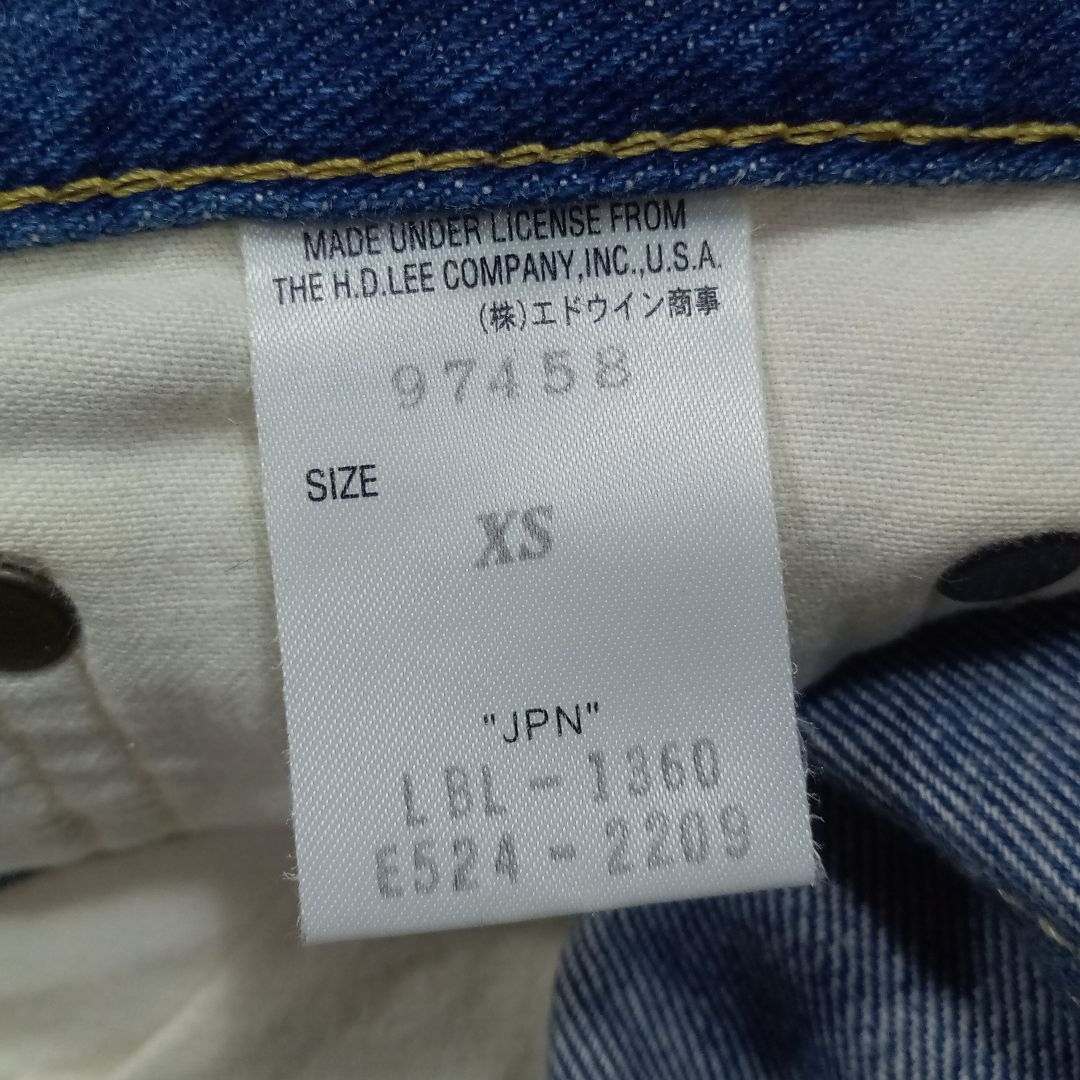 MADE UNDER LICENSE FROM
THE H.D.LEE COMPANY,INC.,U.S.A.
(株)エドウイン商事
97458
SIZE
XS
"JPN"
LBL-1360
E524-2209